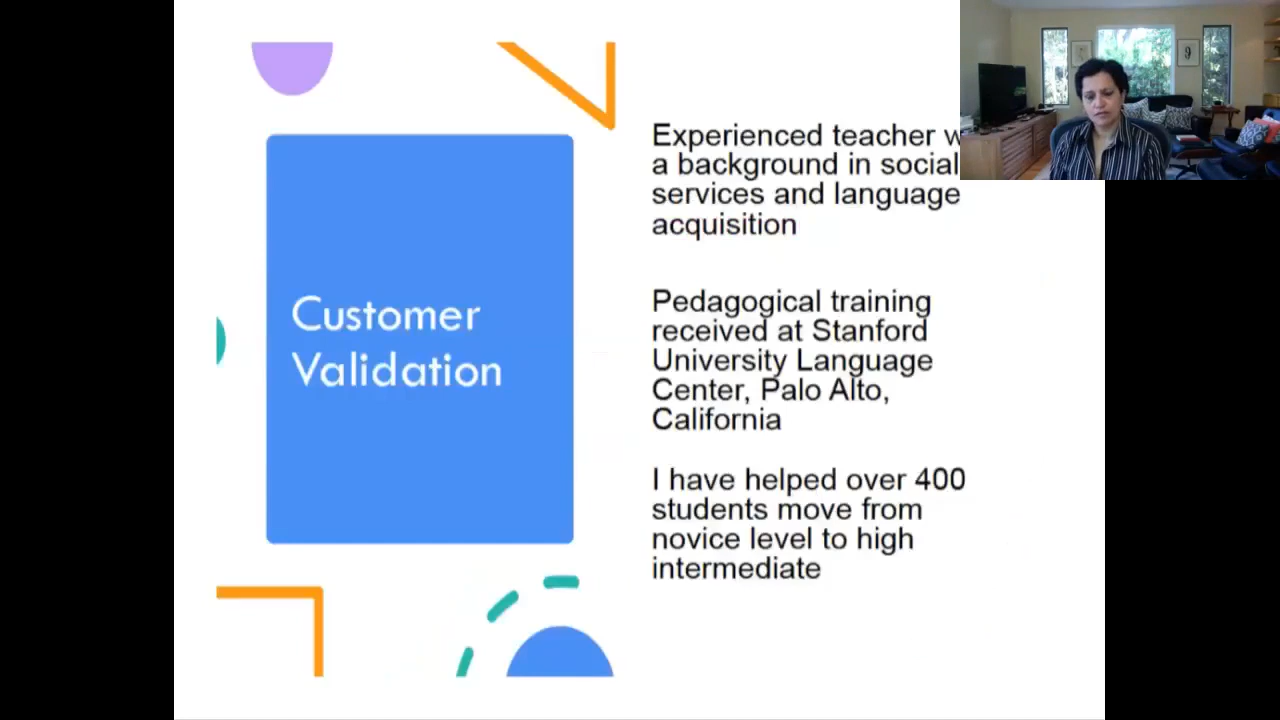 Customer
Validation
Experienced teacher
a background in social
services and language
acquisition
Pedagogical training
received at Stanford
University Language
Center, Palo Alto,
California
I have helped over 400
students move from
novice level to high
intermediate